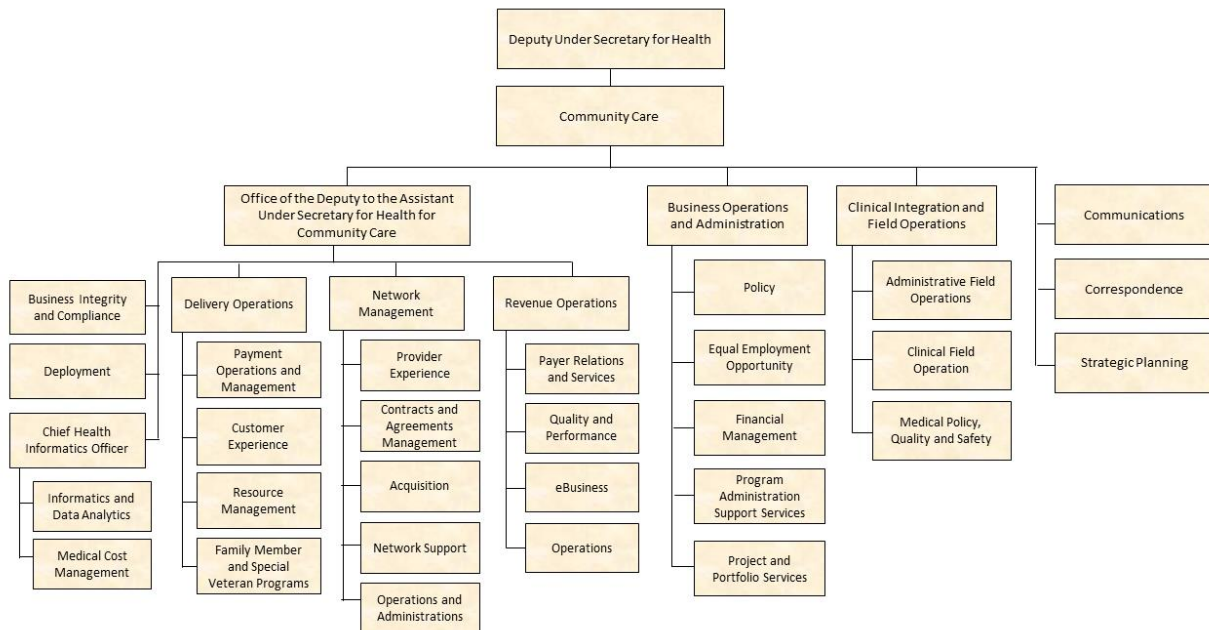 Deputy Under Secretary for Health
Community Care
Office of the Deputy to the Assistant
Under Secretary for Health for
Community Care
Business Operations
and Administration
Clinical Integration and
Field Operations
Communications
Correspondence
Strategic Planning
Business Integrity
and Compliance
Deployment
Chief Health
Informatics Officer
Informatics and
Data Analytics
Medical Cost
Management
Delivery Operations
Payment
Operations and
Management
Customer
Experience
Resource
Management
Family Member
and Special
Veteran Programs
Network
Management
Provider
Experience
Contracts and
Agreements
Management
Acquisition
Network Support
Operations and
Administrations
Revenue Operations
Payer Relations
and Services
Quality and
Performance
eBusiness
Operations
Policy
Equal Employment
Opportunity
Financial
Management
Program
Administration
Support Services
Project and
Portfolio Services
Administrative Field
Operations
Clinical Field
Operation
Medical Policy,
Quality and Safety